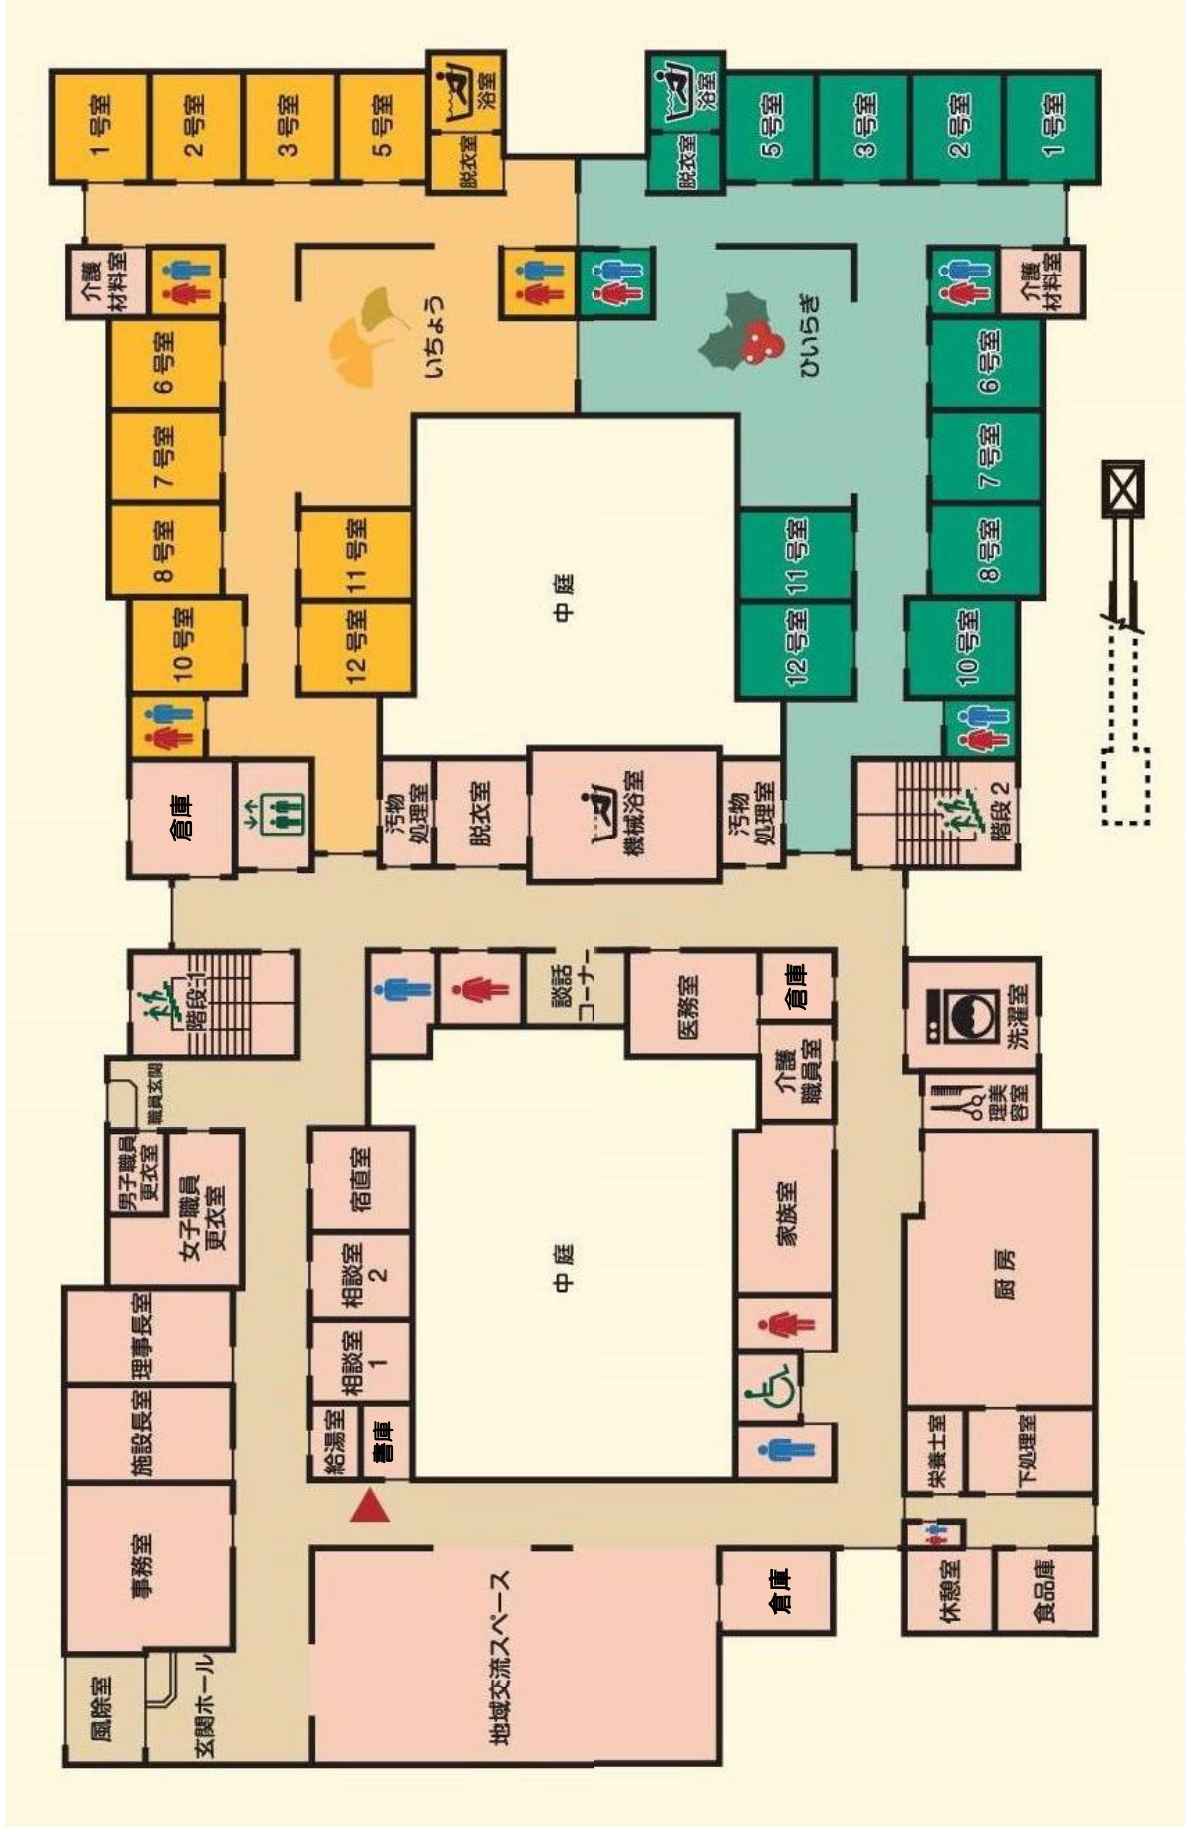 1号室
2号室
3号室
5号室
浴室
脱衣室
浴室
脱衣室
5号室
3号室
2号室
1号室
介護
材料室
いちょう
ひいらぎ
介護
材料室
6号室
7号室
8号室
10号室
11号室
12号室
中庭
11号室
12号室
6号室
7号室
8号室
10号室
倉庫
汚物
処理室
脱衣室
機械浴室
汚物
処理室
階段2
階段1
談話
コーナー
医務室
倉庫
介護
職員室
洗濯室
理美
容室
職員玄関
男子職員
更衣室
女子職員
更衣室
宿直室
相談室
2
相談室
1
給湯室
書庫
中庭
家族室
厨房
理事長室
施設長室
事務室
栄養士室
下処理室
休憩室
食品庫
風除室
玄関ホール
地域交流スペース
倉庫